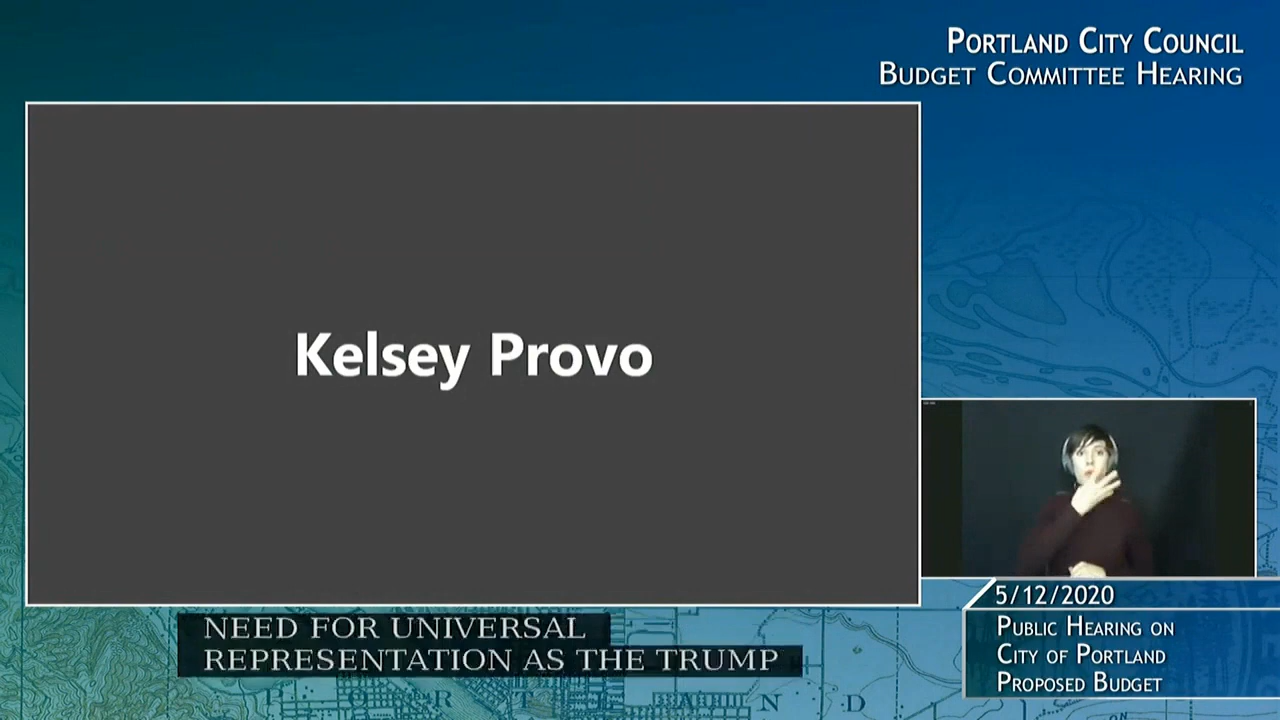 PORTLAND CITY COUNCIL
BUDGET COMMITTEE HEARING
Kelsey Provo
NEED FOR UNIVERSAL
REPRESENTATION AS THE TRUMP
5/12/2020
PUBLIC HEARING ON
CITY OF PORTLAND
PROPOSED BUDGET